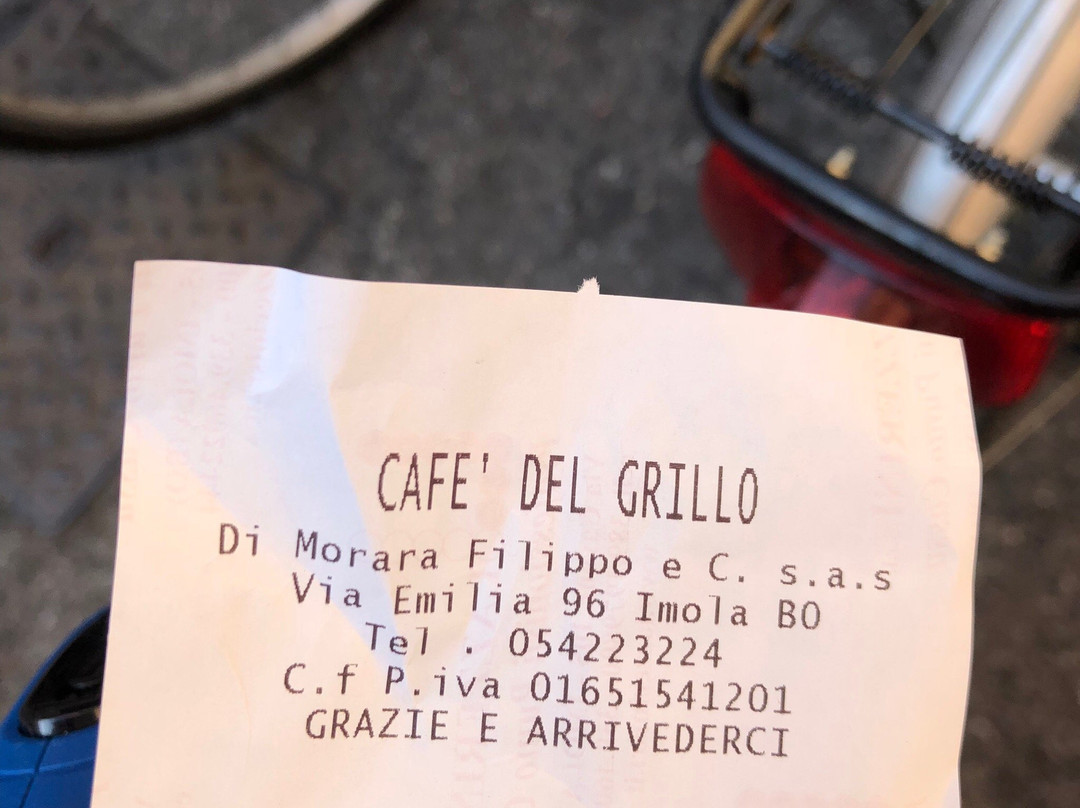 CAFE' DEL GRILLO
Di Morara Filippo e C. s.a.s
Via Emilia 96 Imola BO
Tel . 054223224
C.f P.iva 01651541201
GRAZIE E ARRIVEDERCI